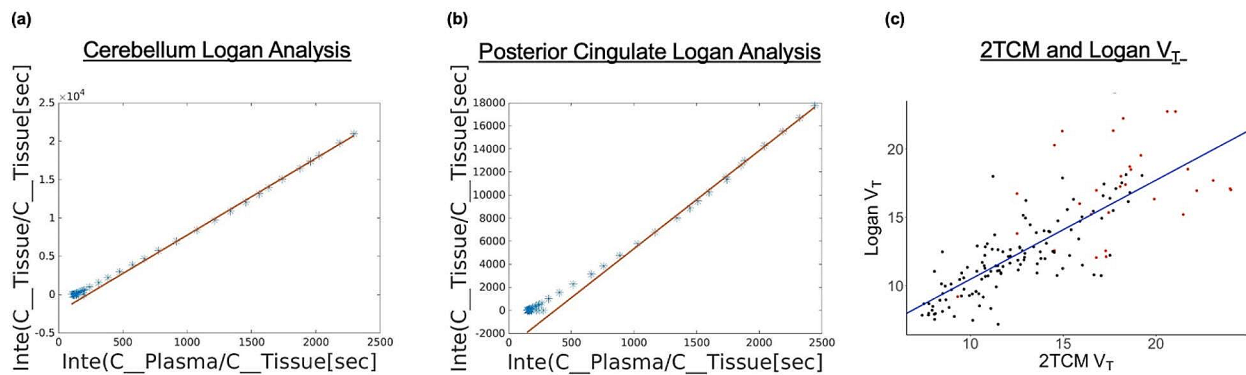 (a)
Cerebellum Logan Analysis
×10⁴
2.5
2
1.5
1
0.5
0
-0.5
0 500 1000 1500 2000 2500
Inte(C__Tissue/C__Tissue[sec]
Inte(C__Plasma/C__Tissue[sec]
(b)
Posterior Cingulate Logan Analysis
18000
16000
14000
12000
10000
8000
6000
4000
2000
0
-2000
0 500 1000 1500 2000 2500
Inte(C__Tissue/C__Tissue[sec]
Inte(C__Plasma/C__Tissue[sec]
(c)
2TCM and Logan V_T
20
15
10
10 15 20
Logan V_T
2TCM V_T